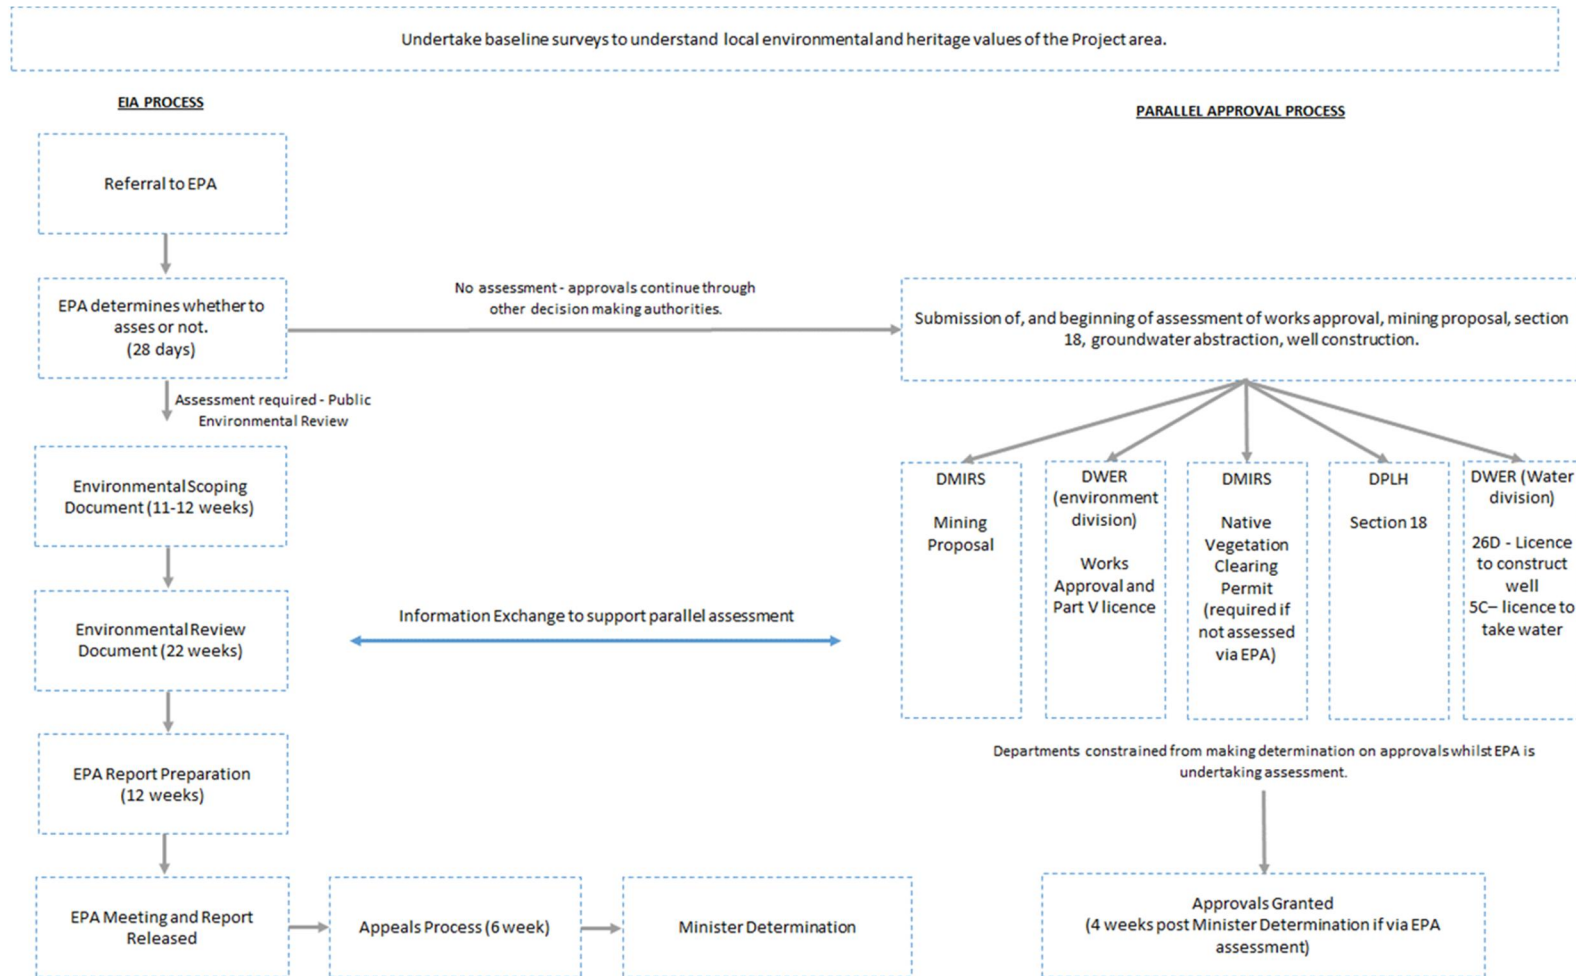 Undertake baseline surveys to understand local environmental and heritage values of the Project area.
EIA PROCESS
PARALLEL APPROVAL PROCESS
Referral to EPA
EPA determines whether to
asses or not.
(28 days)
No assessment - approvals continue through
other decision making authorities.
Submission of, and beginning of assessment of works approval, mining proposal, section
18, groundwater abstraction, well construction.
Assessment required - Public
Environmental Review
Environmental Scoping
Document (11-12 weeks)
Environmental Review
Document (22 weeks)
Information Exchange to support parallel assessment
DMIRS
Mining
Proposal
DWER
(environment
division)
Works
Approval and
Part V licence
DMIRS
Native
Vegetation
Clearing
Permit
(required if
not assessed
via EPA)
DPLH
Section 18
DWER (Water
division)
26D - Licence
to construct
well
5C– licence to
take water
EPA Report Preparation
(12 weeks)
Departments constrained from making determination on approvals whilst EPA is
undertaking assessment.
EPA Meeting and Report
Released
Appeals Process (6 week)
Minister Determination
Approvals Granted
(4 weeks post Minister Determination if via EPA
assessment)